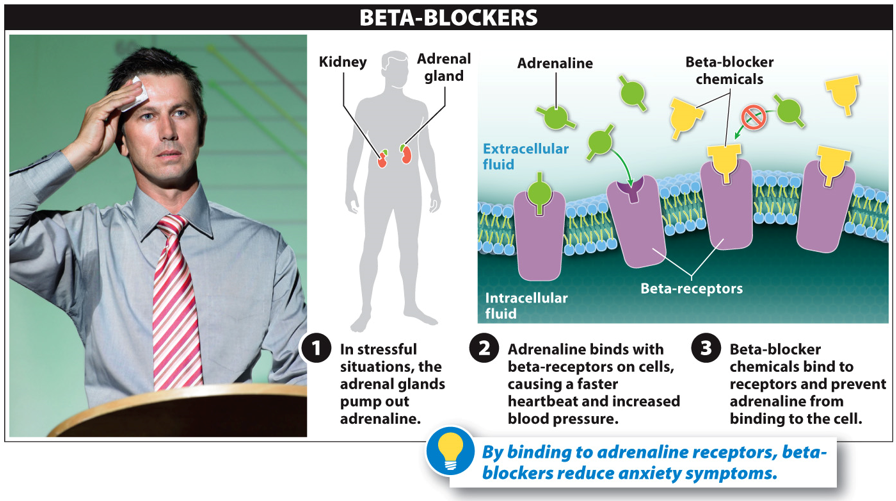 BETA-BLOCKERS
Kidney
Adrenal
gland
Adrenaline
Beta-blocker
chemicals
Extracellular
fluid
Beta-receptors
Intracellular
fluid
1 In stressful
situations, the
adrenal glands
pump out
adrenaline.
2 Adrenaline binds with
beta-receptors on cells,
causing a faster
heartbeat and increased
blood pressure.
3 Beta-blocker
chemicals bind to
receptors and prevent
adrenaline from
binding to the cell.
By binding to adrenaline receptors, beta-
blockers reduce anxiety symptoms.